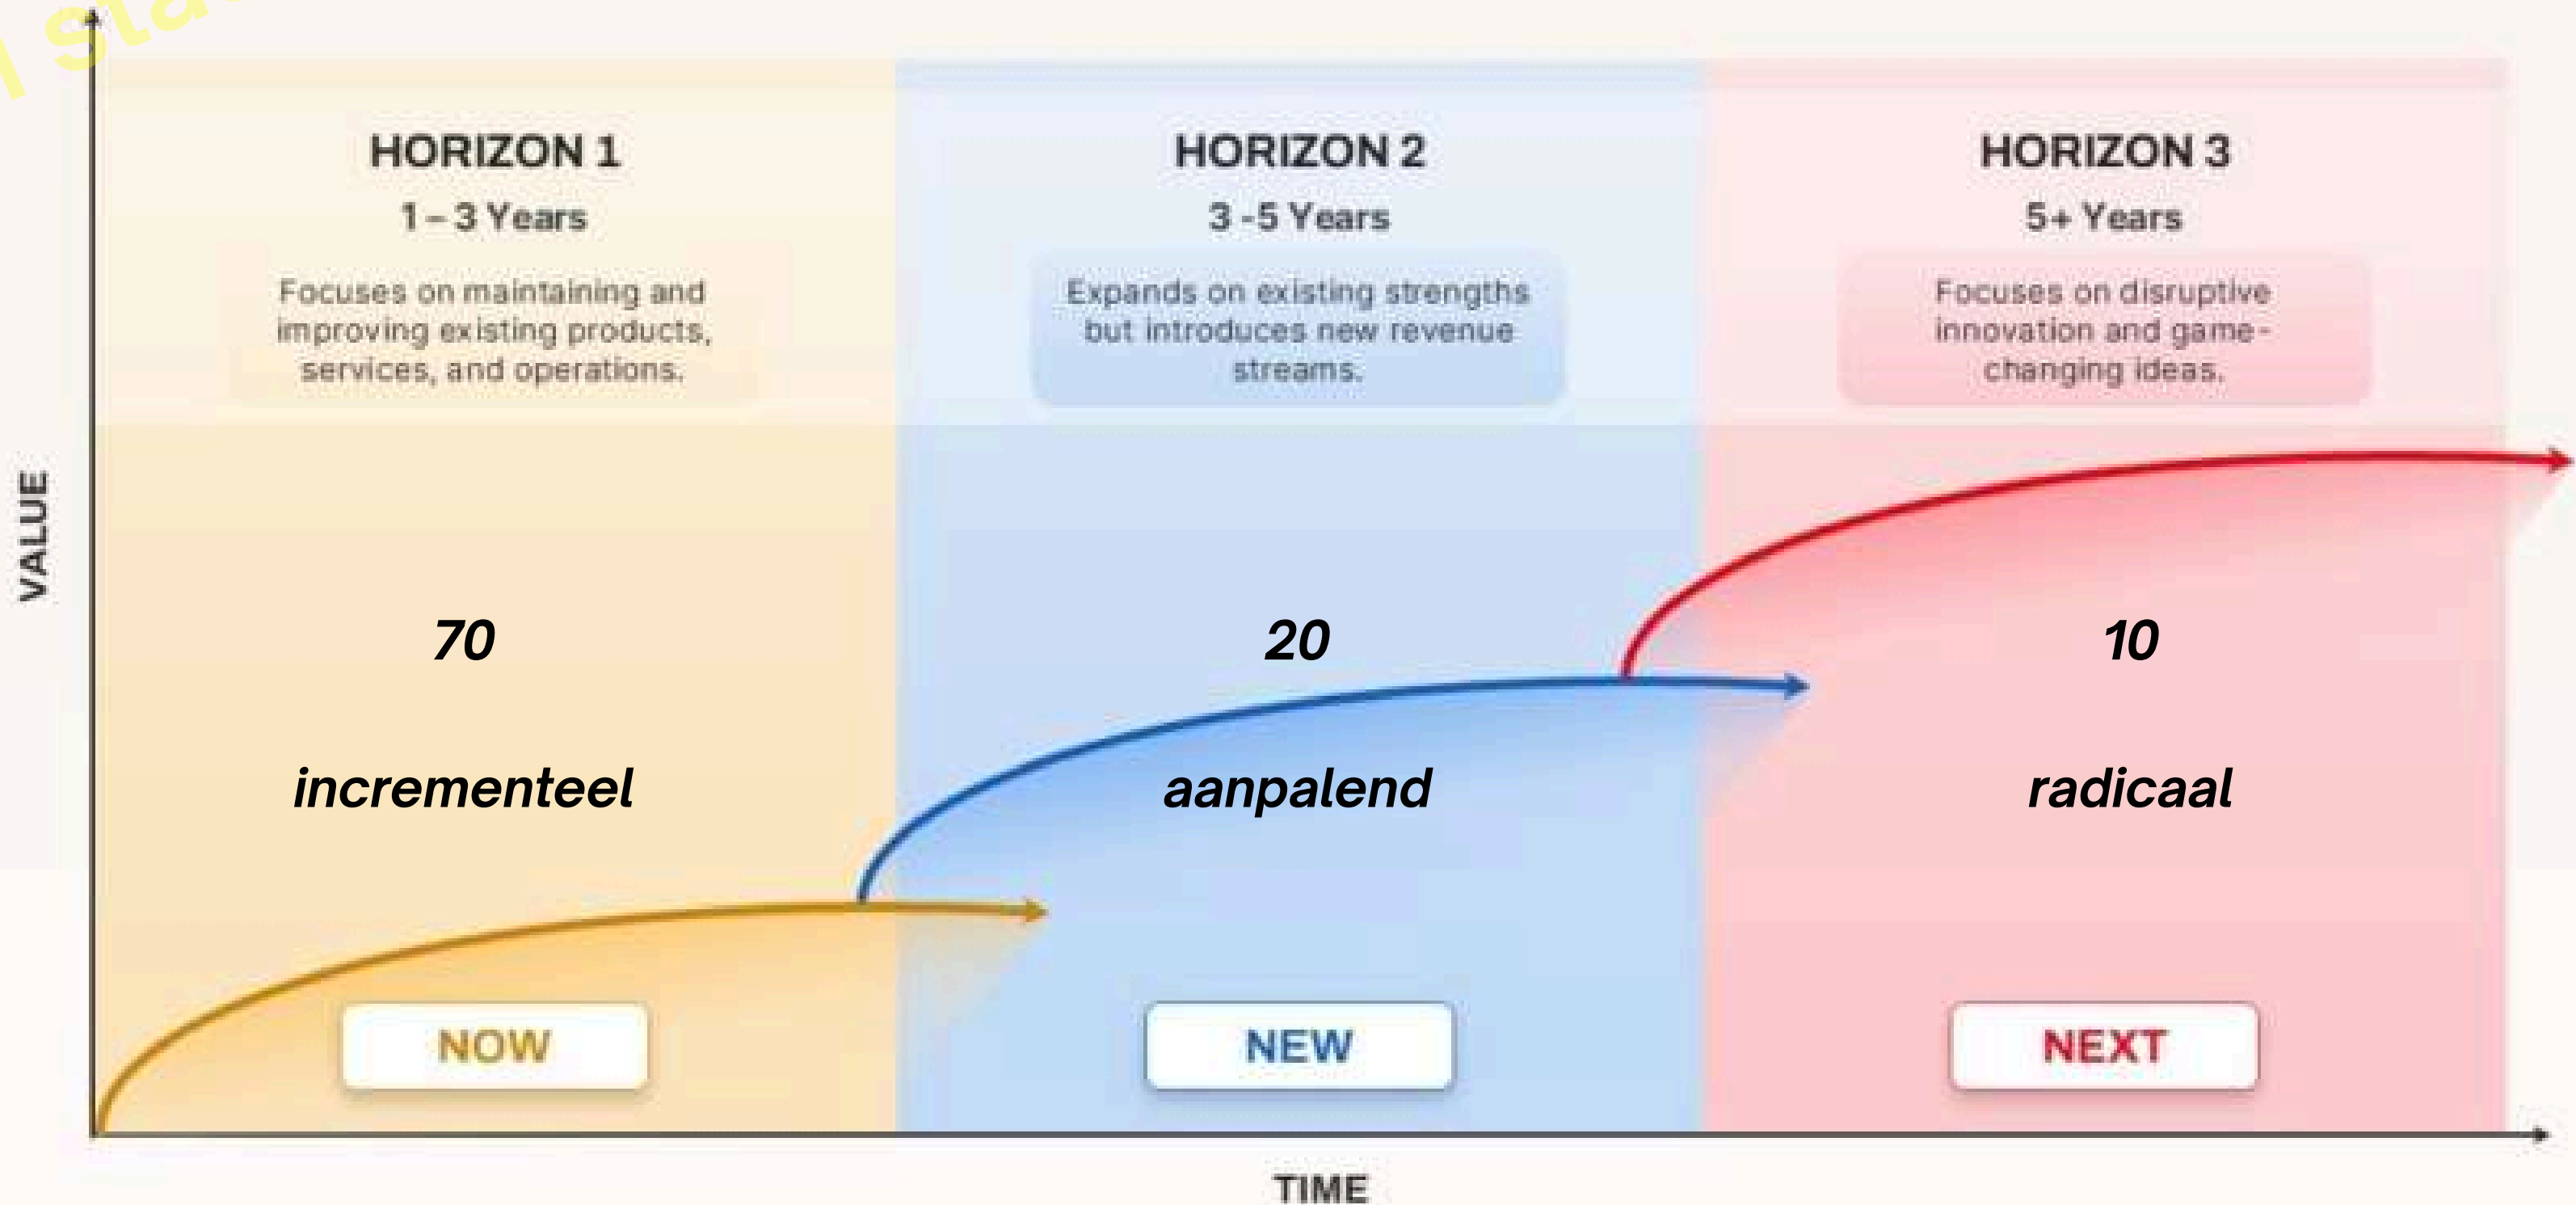 HORIZON 1
1 – 3 Years
Focuses on maintaining and
improving existing products,
services, and operations.
HORIZON 2
3 -5 Years
Expands on existing strengths
but introduces new revenue
streams.
HORIZON 3
5+ Years
Focuses on disruptive
innovation and game-
changing ideas.
VALUE
70
20
10
incrementeel
aanpalend
radicaal
NOW
NEW
NEXT
TIME